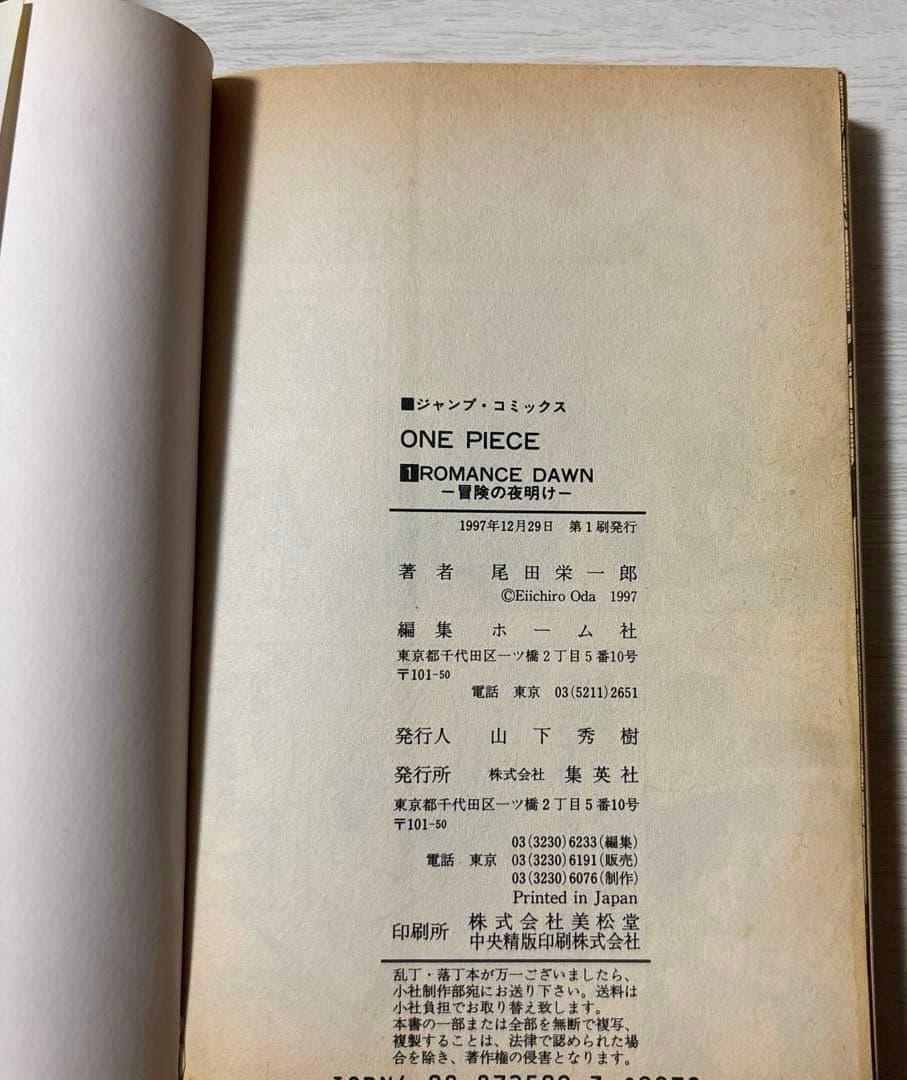 ■ジャンプ・コミックス
ONE PIECE
1 ROMANCE DAWN
―冒険の夜明け―
1997年12月29日 第1刷発行
著者 尾田栄一郎
©Eiichiro Oda 1997
編集 ホーム社
東京都千代田区一ツ橋2丁目5番10号
〒101-50
電話 東京 03(5211)2651
発行人 山下秀樹
発行所 株式会社 集英社
東京都千代田区一ツ橋2丁目5番10号
〒101-50
03(3230)6233(編集)
電話 東京 03(3230)6191(販売)
03(3230)6076(制作)
Printed in Japan
印刷所 株式会社美松堂
中央精版印刷株式会社
乱丁・落丁本が万一ございましたら、
小社制作部宛にお送り下さい。送料は
小社負担でお取り替え致します。
本書の一部または全部を無断で複写、
複製することは、法律で認められた場
合を除き、著作権の侵害となります。